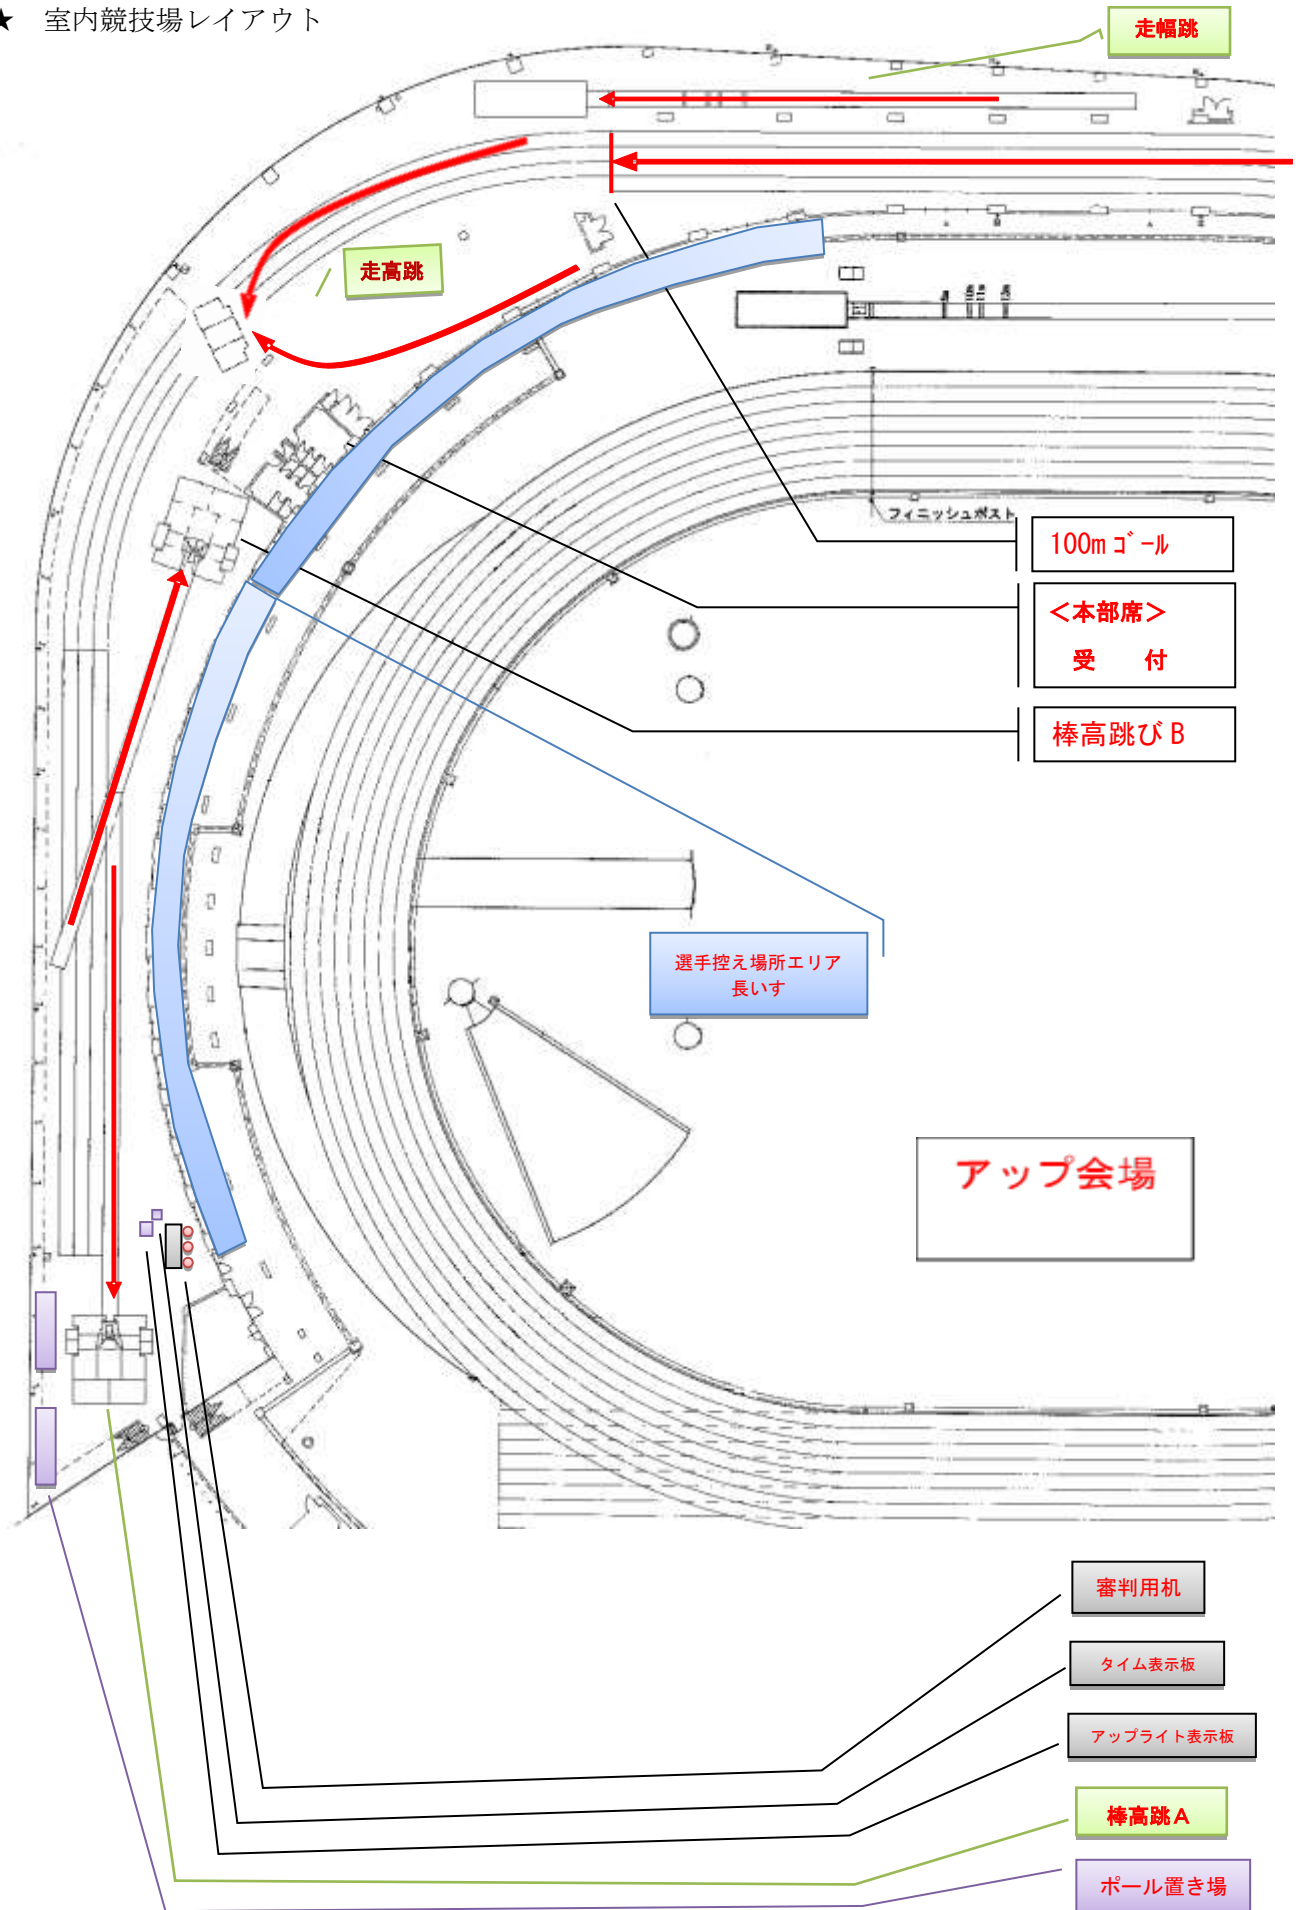 ★ 室内競技場レイアウト
走幅跳
走高跳
フィニッシュポスト
100mｺﾞｰﾙ
＜本部席＞
受 付
棒高跳び B
選手控え場所エリア
長いす
アップ会場
審判用机
タイム表示板
アップライト表示板
棒高跳Ａ
ポール置き場